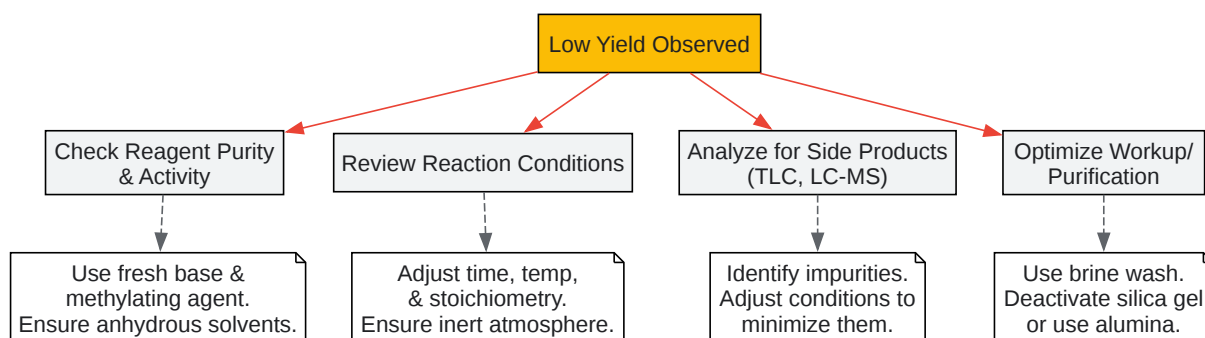 Low Yield Observed
Check Reagent Purity
& Activity
Review Reaction Conditions
Analyze for Side Products
(TLC, LC-MS)
Optimize Workup/
Purification
Use fresh base &
methylating agent.
Ensure anhydrous solvents.
Adjust time, temp,
& stoichiometry.
Ensure inert atmosphere.
Identify impurities.
Adjust conditions to
minimize them.
Use brine wash.
Deactivate silica gel
or use alumina.